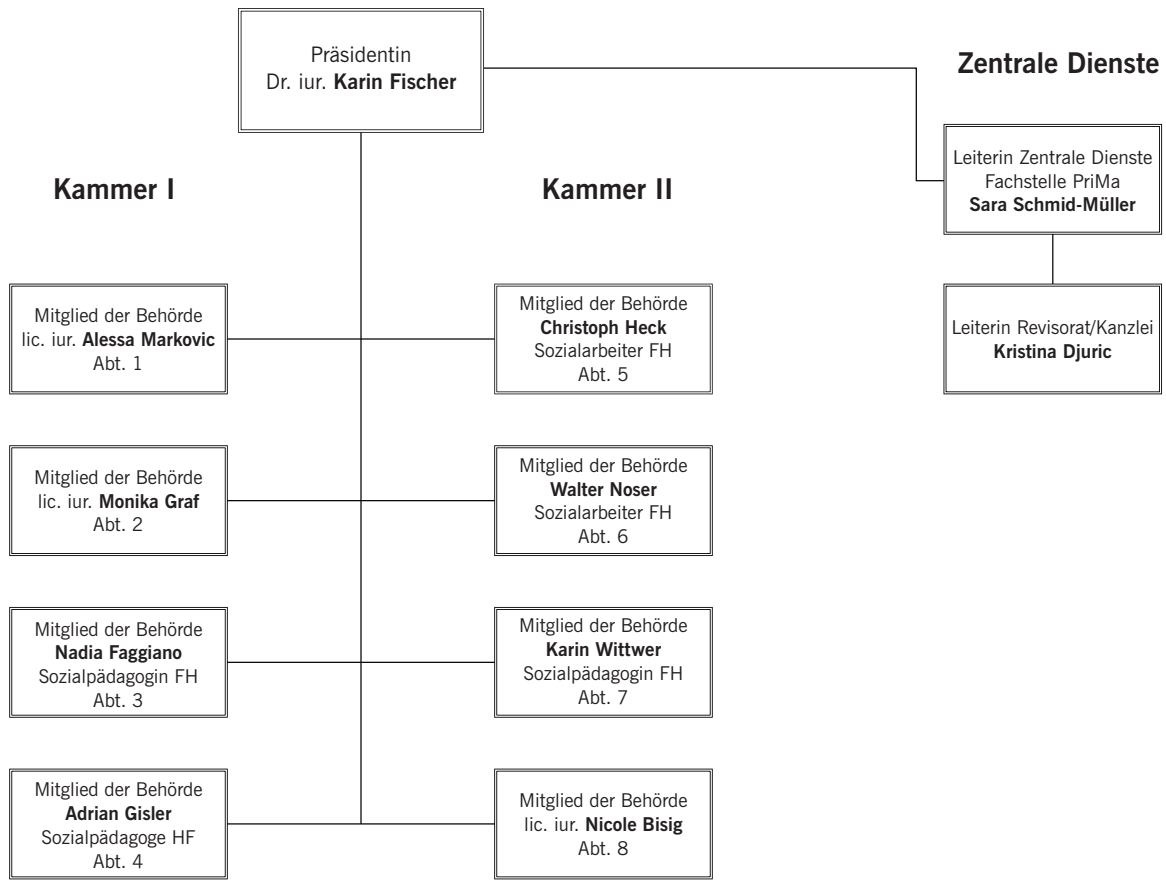 Präsidentin
Dr. iur. Karin Fischer
Zentrale Dienste
Leiterin Zentrale Dienste
Fachstelle PriMa
Sara Schmid-Müller
Leiterin Revisorat/Kanzlei
Kristina Djuric
Kammer I
Mitglied der Behörde
lic. iur. Alessa Markovic
Abt. 1
Mitglied der Behörde
lic. iur. Monika Graf
Abt. 2
Mitglied der Behörde
Nadia Faggiano
Sozialpädagogin FH
Abt. 3
Mitglied der Behörde
Adrian Gisler
Sozialpädagoge HF
Abt. 4
Kammer II
Mitglied der Behörde
Christoph Heck
Sozialarbeiter FH
Abt. 5
Mitglied der Behörde
Walter Noser
Sozialarbeiter FH
Abt. 6
Mitglied der Behörde
Karin Wittwer
Sozialpädagogin FH
Abt. 7
Mitglied der Behörde
lic. iur. Nicole Bisig
Abt. 8